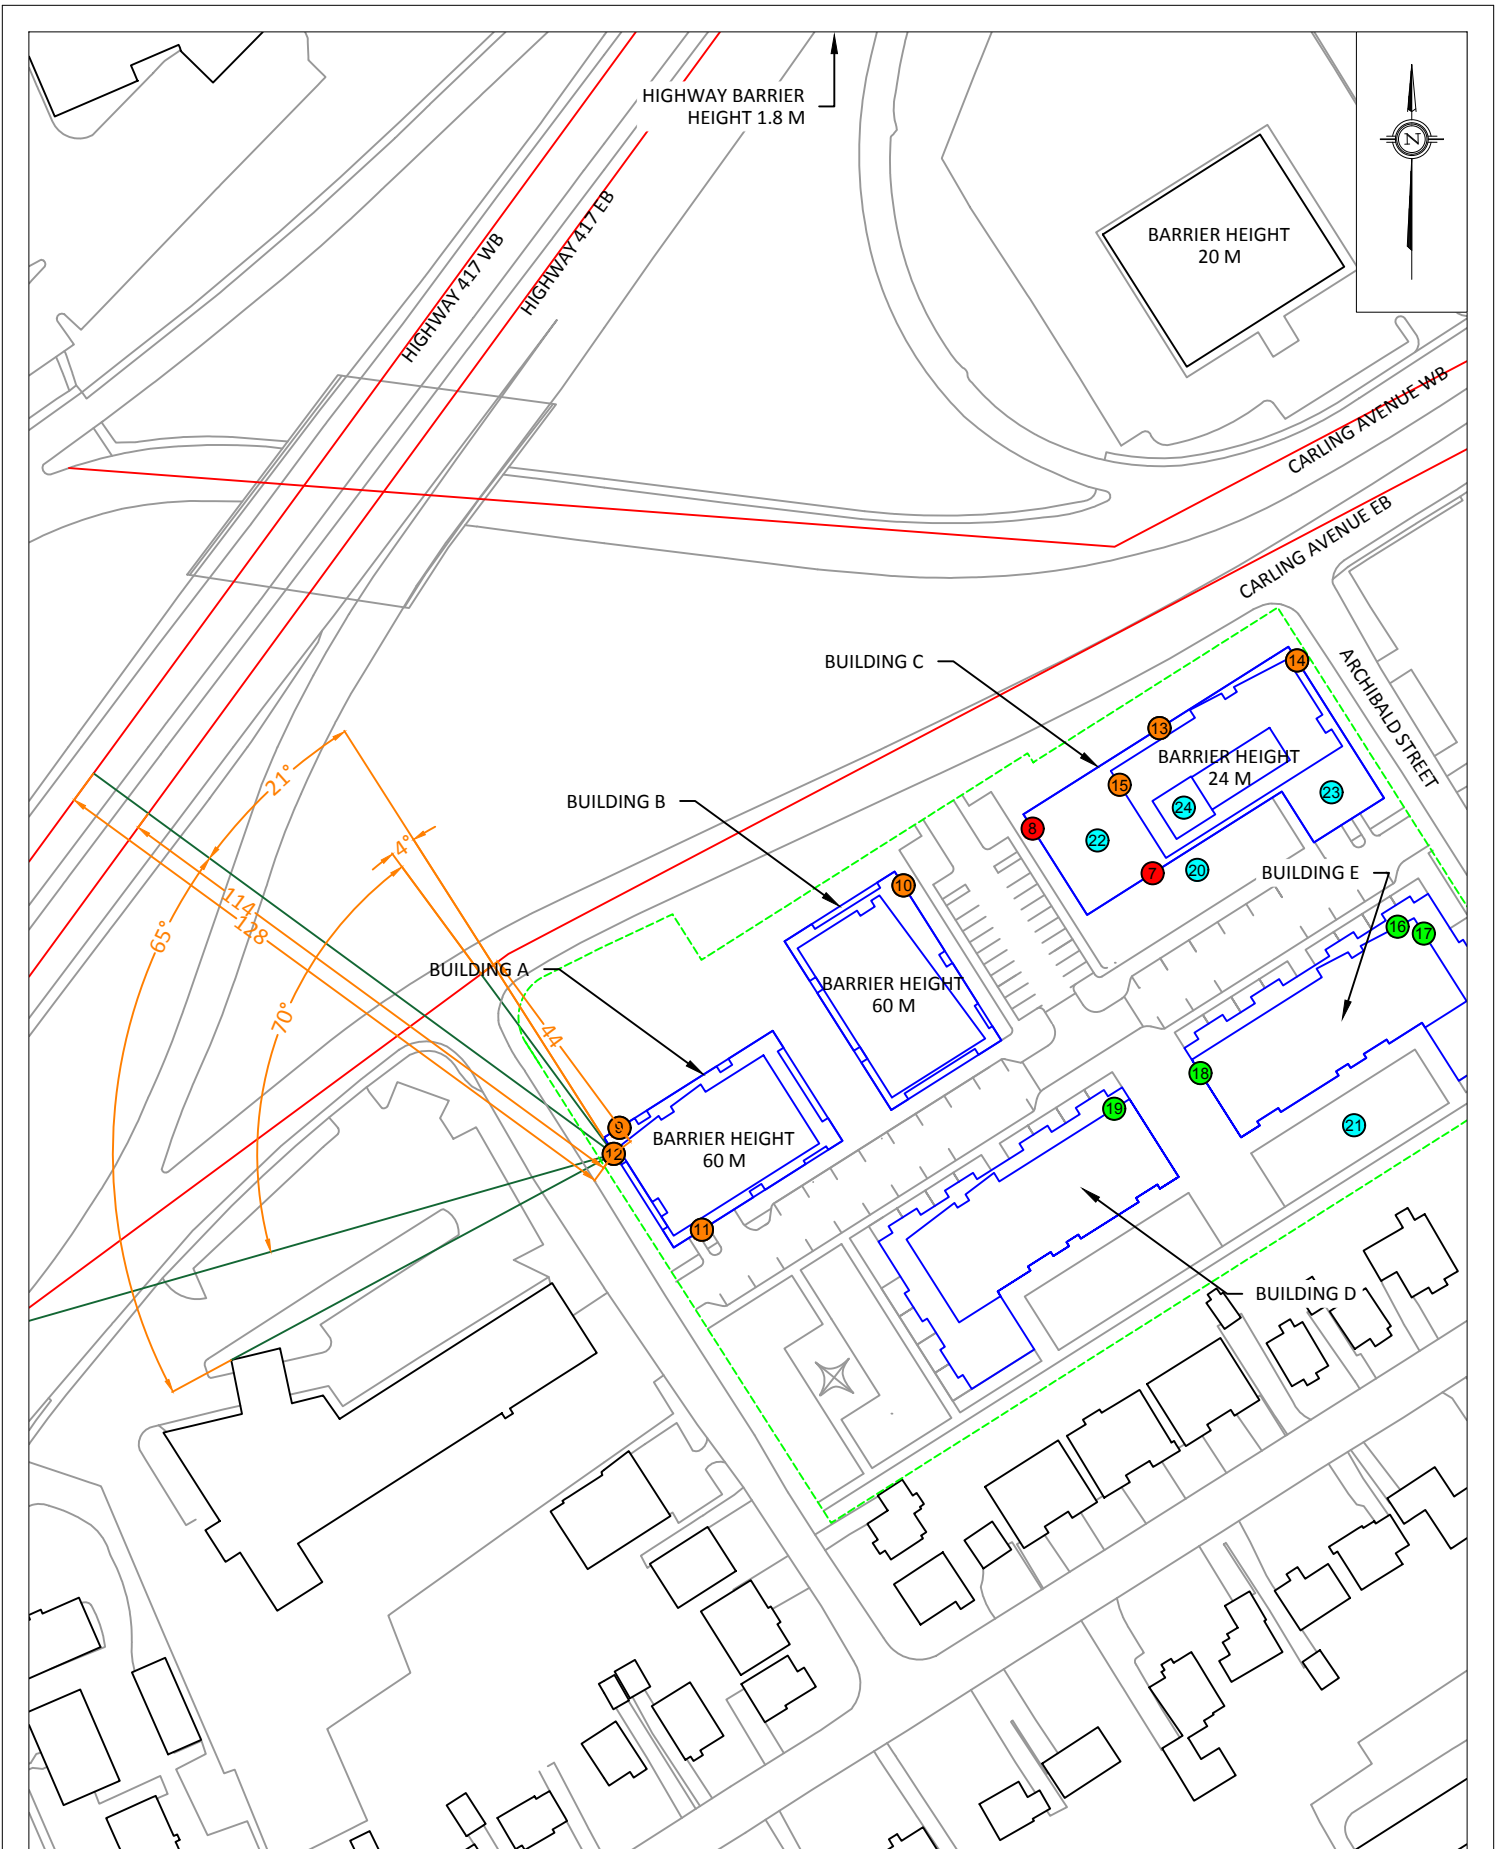 HIGHWAY BARRIER
HEIGHT 1.8 M
N
BARRIER HEIGHT
20 M
HIGHWAY 417 WB
HIGHWAY 417 EB
CARLING AVENUE WB
CARLING AVENUE EB
ARCHIBALD STREET
BUILDING C
14
13
BARRIER HEIGHT
24 M
15
24
23
8
22
7
20
BUILDING B
BUILDING E
10
16
17
21°
4°
114
128
65°
70°
44
BUILDING A
BARRIER HEIGHT
60 M
18
19
21
9
12
BARRIER HEIGHT
60 M
11
BUILDING D